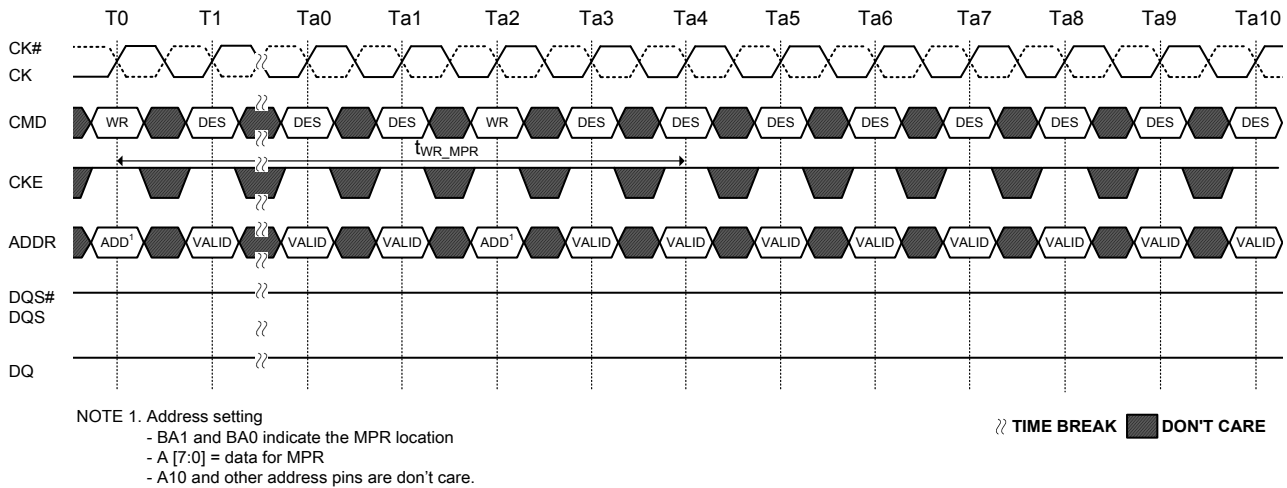 T0 T1 Ta0 Ta1 Ta2 Ta3 Ta4 Ta5 Ta6 Ta7 Ta8 Ta9 Ta10
CK#
CK
CMD WR DES DES DES WR DES DES DES DES DES DES DES DES
tWR_MPR
CKE
ADDR ADD1 VALID VALID VALID ADD1 VALID VALID VALID VALID VALID VALID VALID VALID
DQS#
DQS
DQ
NOTE 1. Address setting
- BA1 and BA0 indicate the MPR location
- A [7:0] = data for MPR
- A10 and other address pins are don't care.
TIME BREAK DON'T CARE